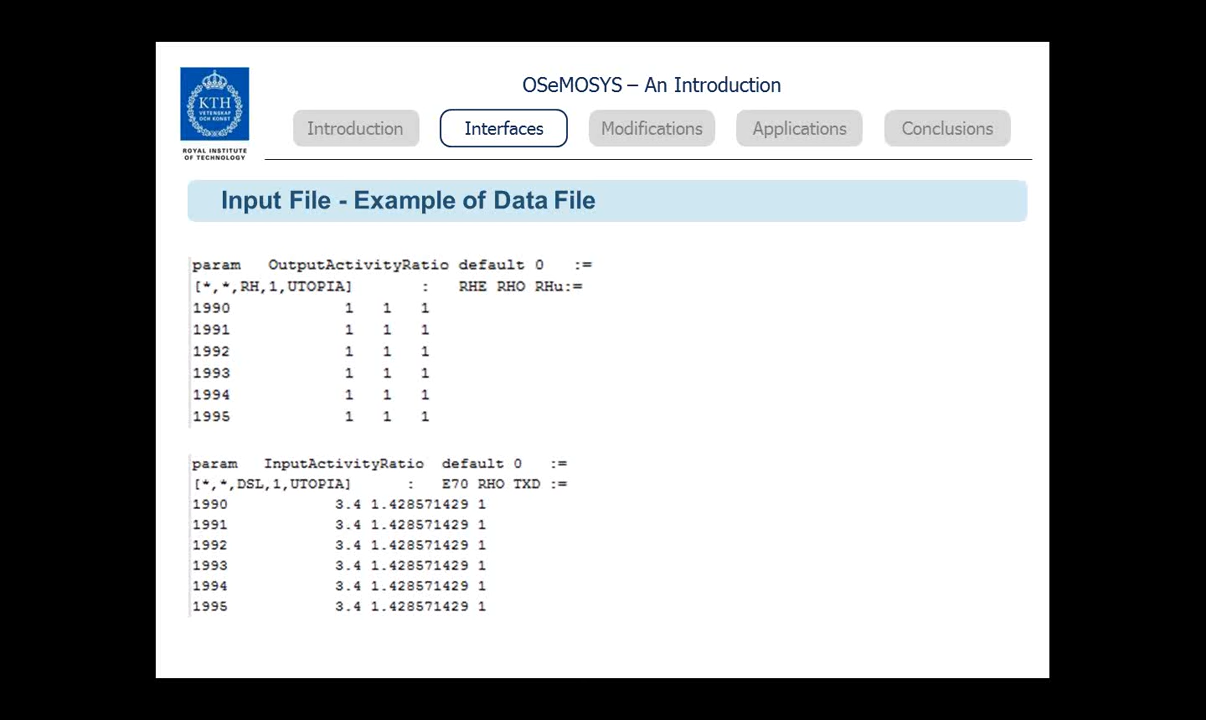 OSeMOSYS – An Introduction
KTH
VETENSKAP
OCH KONST
ROYAL INSTITUTE
OF TECHNOLOGY
Introduction Interfaces Modifications Applications Conclusions
Input File - Example of Data File
param OutputActivityRatio default 0 :=
[*,*,RH,1,UTOPIA] : RHE RHO RHu:=
1990 1 1 1
1991 1 1 1
1992 1 1 1
1993 1 1 1
1994 1 1 1
1995 1 1 1
param InputActivityRatio default 0 :=
[*,*,DSL,1,UTOPIA] : E70 RHO TXD :=
1990 3.4 1.428571429 1
1991 3.4 1.428571429 1
1992 3.4 1.428571429 1
1993 3.4 1.428571429 1
1994 3.4 1.428571429 1
1995 3.4 1.428571429 1